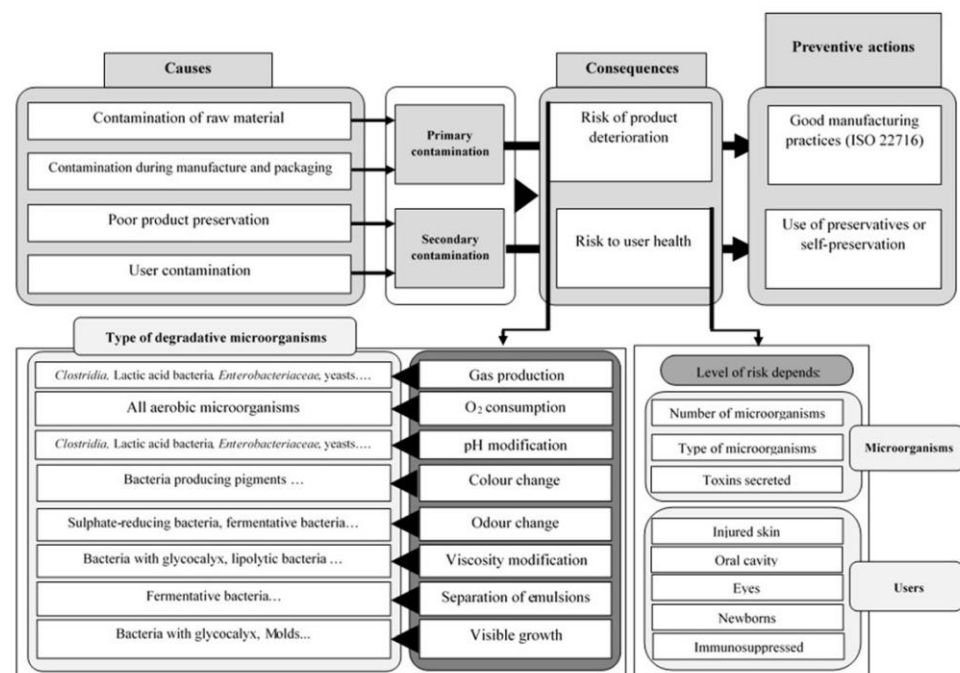 Causes
Consequences
Preventive actions
Contamination of raw material
Contamination during manufacture and packaging
Poor product preservation
User contamination
Primary
contamination
Secondary
contamination
Risk of product
deterioration
Risk to user health
Good manufacturing
practices (ISO 22716)
Use of preservatives or
self-preservation
Type of degradative microorganisms
Clostridia, Lactic acid bacteria, Enterobacteriaceae, yeasts….
Gas production
All aerobic microorganisms
O₂ consumption
Clostridia, Lactic acid bacteria, Enterobacteriaceae, yeasts….
pH modification
Bacteria producing pigments …
Colour change
Sulphate-reducing bacteria, fermentative bacteria…
Odour change
Bacteria with glycocalyx, lipolytic bacteria …
Viscosity modification
Fermentative bacteria…
Separation of emulsions
Bacteria with glycocalyx, Molds...
Visible growth
Level of risk depends:
Number of microorganisms
Type of microorganisms
Toxins secreted
Microorganisms
Injured skin
Oral cavity
Eyes
Newborns
Immunosuppressed
Users